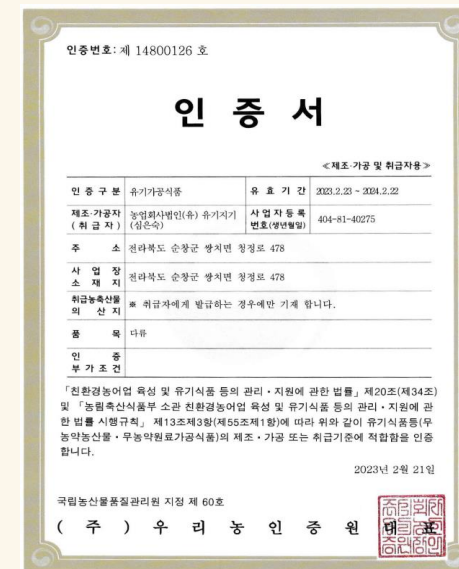 인증번호: 제 14800126 호
인 증 서
≪제조·가공 및 취급자용≫
인 증 구 분 유기가공식품 유 효 기 간 2023.2.23 ~ 2024.2.22
제조·가공자 농업회사법인(유) 유기지기 사 업 자 등 록 404-81-40275
( 취 급 자 ) (심은숙) 번호(생년월일)
주 소 전라북도 순창군 쌍치면 청정로 478
사 업 장 전라북도 순창군 쌍치면 청정로 478
소 재 지
취급농축산물 ※ 취급자에게 발급하는 경우에만 기재 합니다.
의 산 지
품 목 다류
인 증
부 가 조 건
「친환경농어업 육성 및 유기식품 등의 관리・지원에 관한 법률」제20조(제34조)
및 「농림축산식품부 소관 친환경농어업 육성 및 유기식품 등의 관리・지원에 관
한 법률 시행규칙」 제13조제3항(제55조제1항)에 따라 위와 같이 유기식품등(무
농약농산물・무농약원료가공식품)의 제조・가공 또는 취급기준에 적합함을 인증
합니다.
2023년 2월 21일
국립농산물품질관리원 지정 제 60호
( 주 ) 우 리 농 인 증 원 대 표